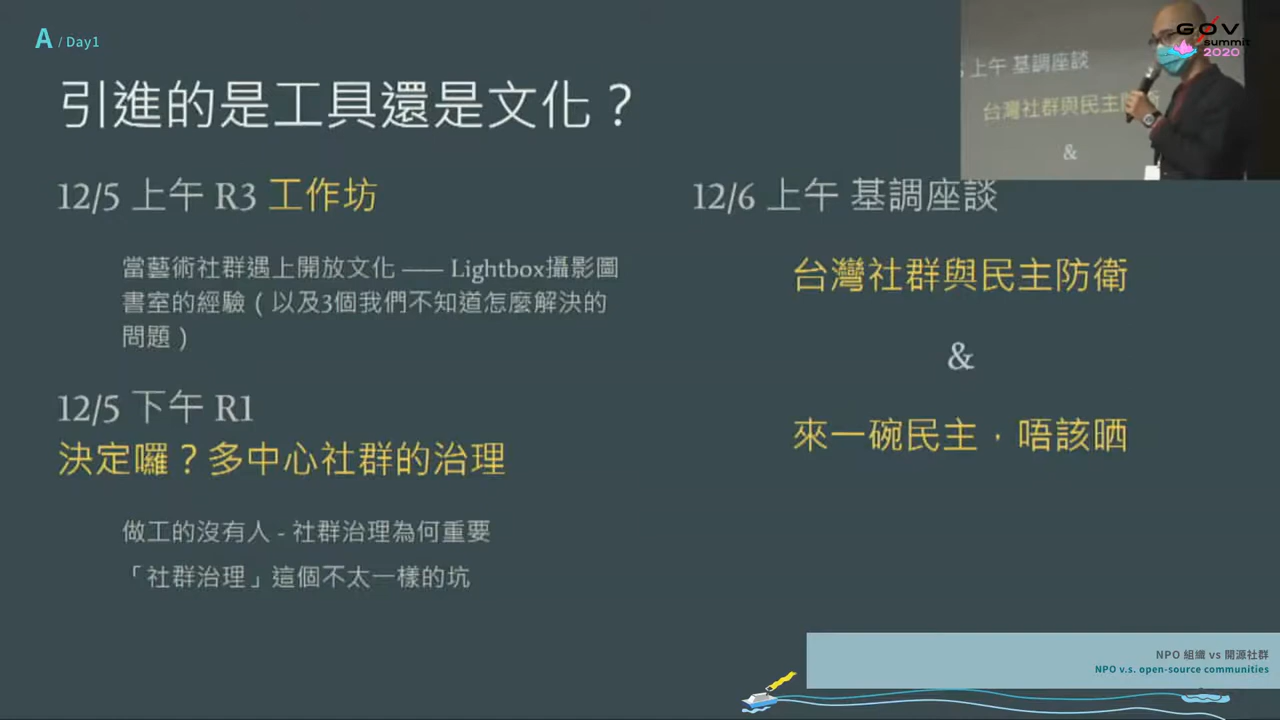 A / Day1
引進的是工具還是文化？
12/5 上午 R3 工作坊
當藝術社群遇上開放文化 —— Lightbox攝影圖
書室的經驗（以及3個我們不知道怎麼解決的
問題）
12/5 下午 R1
決定囉？多中心社群的治理
做工的沒有人 - 社群治理為何重要
「社群治理」這個不太一樣的坑
12/6 上午 基調座談
台灣社群與民主防衛
&
來一碗民主，唔該晒
上午 基調座談
台灣社群與民主防
&
G0V
summit
2020
NPO 組織 vs 開源社群
NPO v.s. open-source communities